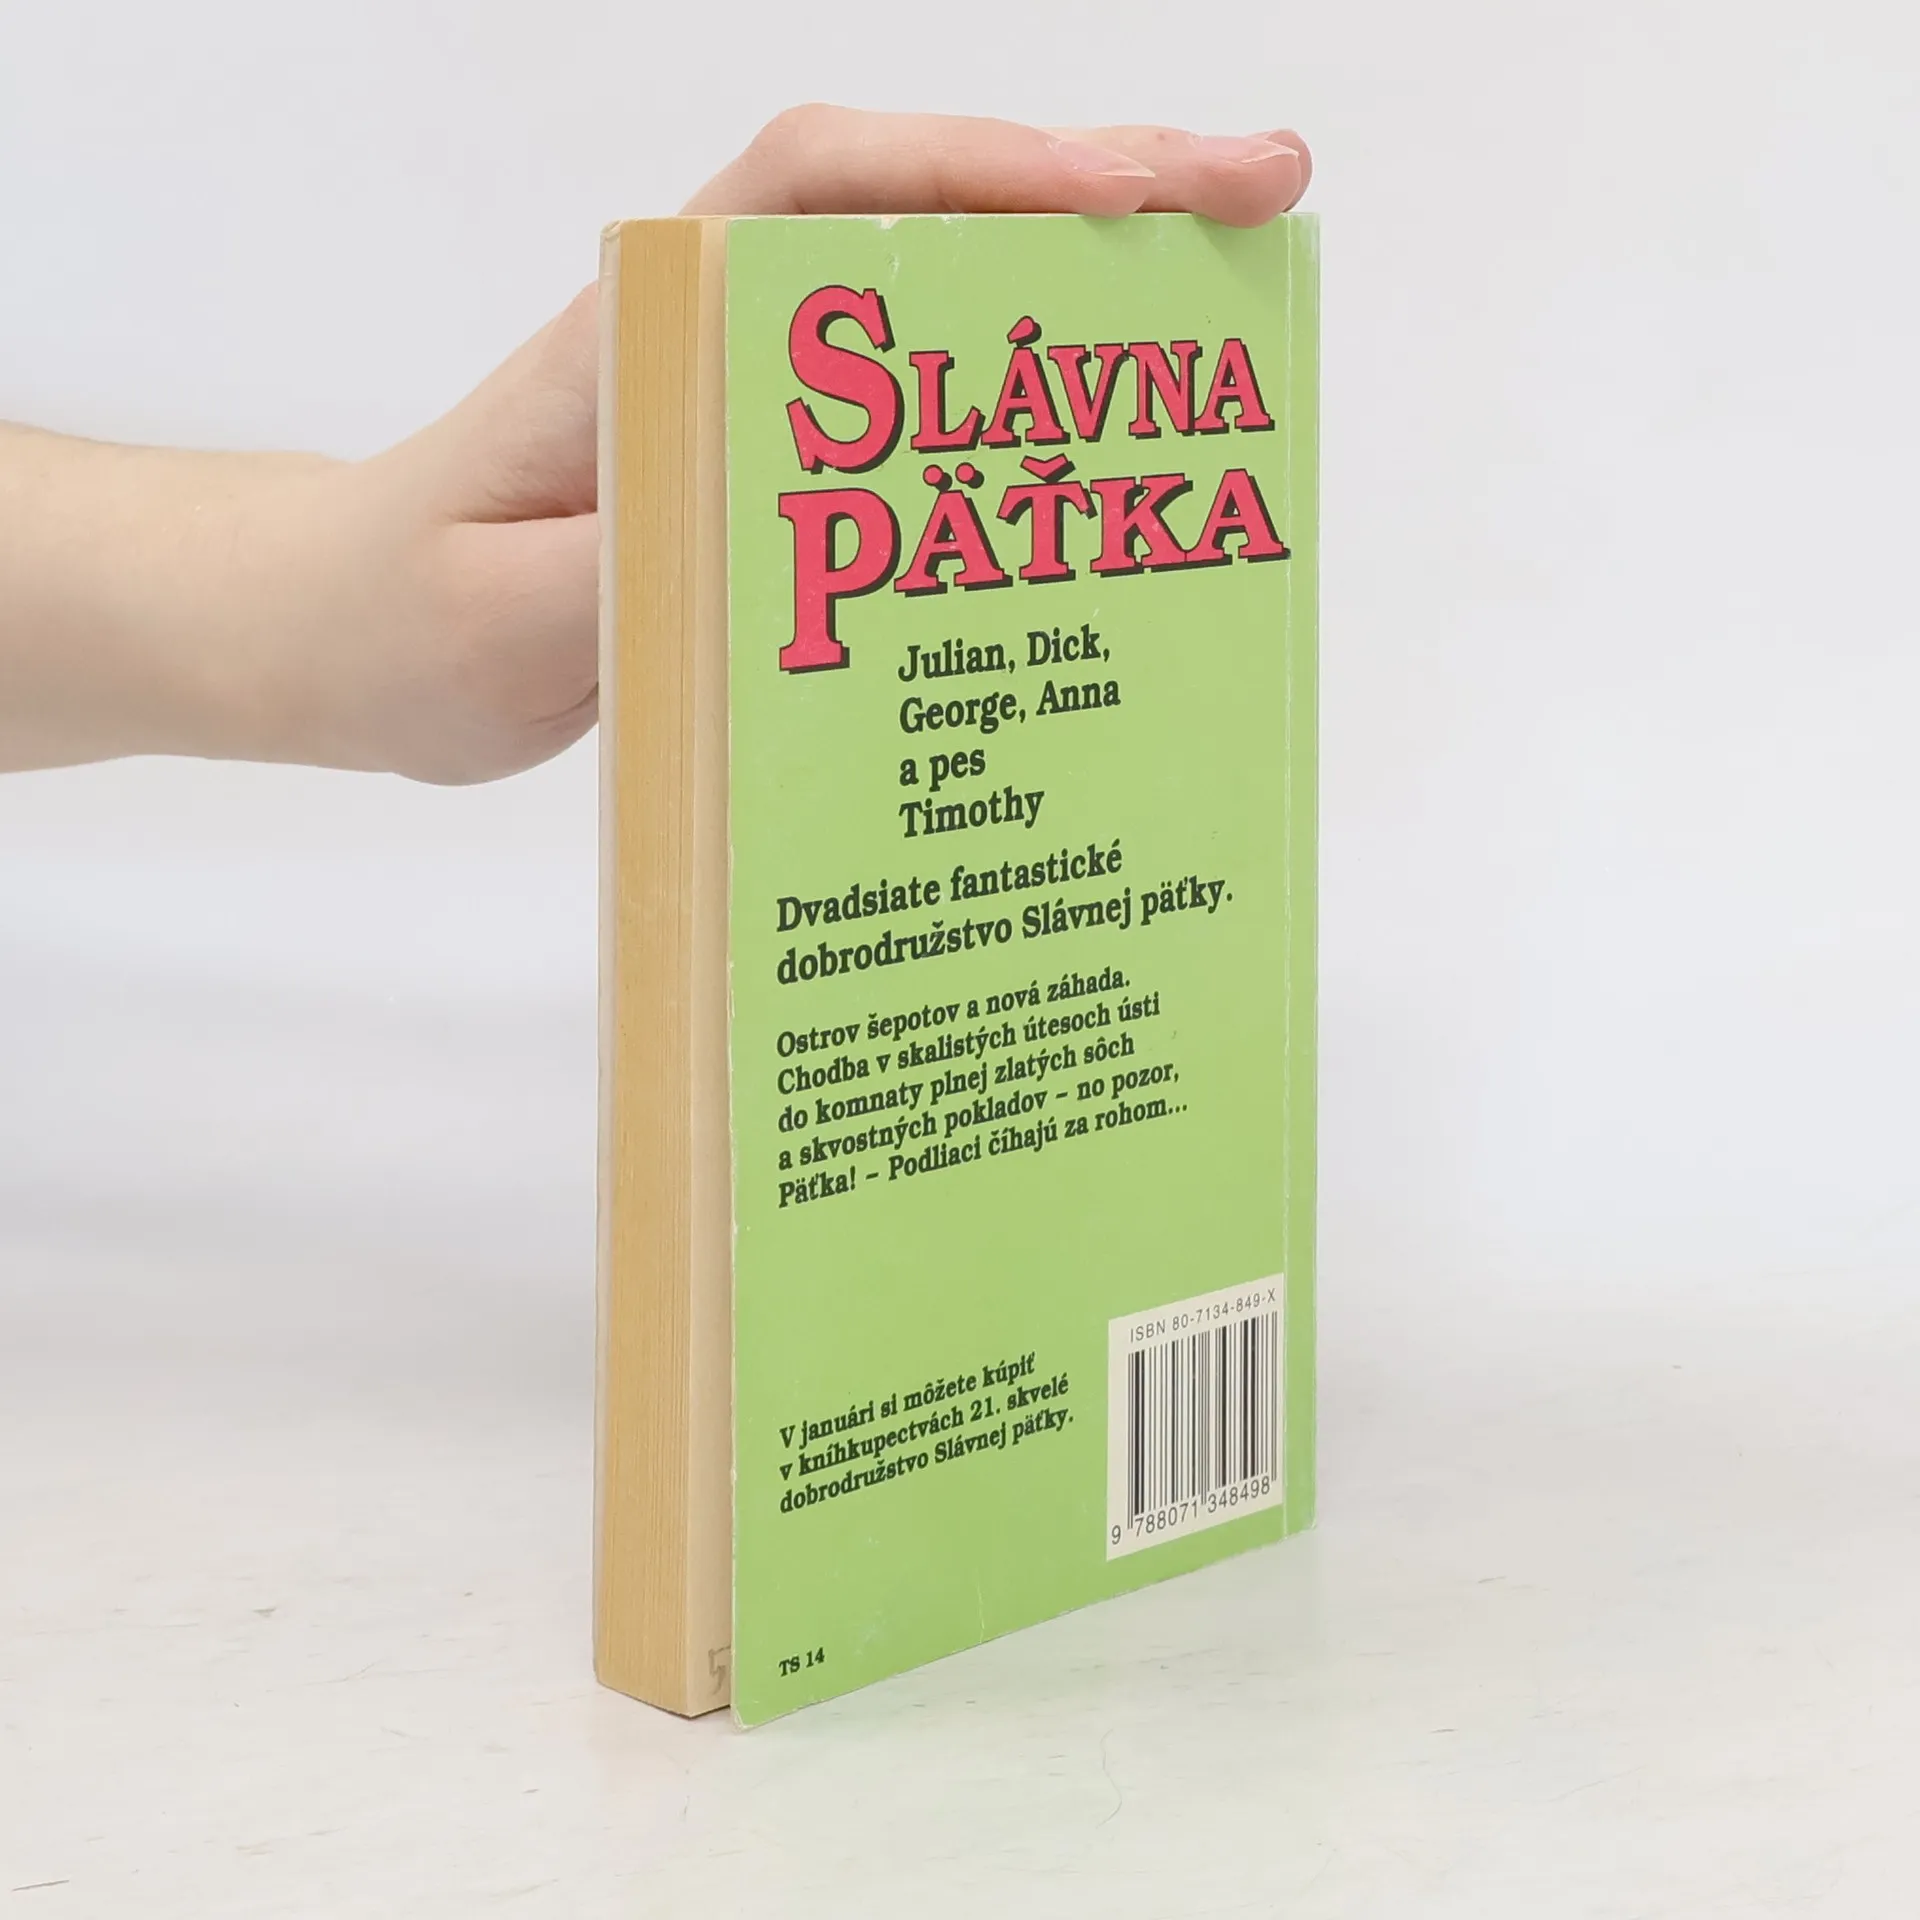 SLÁVNA
PÄŤKA
Julian, Dick,
George, Anna
a pes
Timothy
Dvadsiate fantastické
dobrodružstvo Slávnej päťky.
Ostrov šepotov a nová záhada.
Chodba v skalistých útesoch ústi
do komnaty plnej zlatých sôch
a skvostných pokladov – no pozor,
Päťka! – Podliaci číhajú za rohom...
V januári si môžete kúpiť
v kníhkupectvách 21. skvelé
dobrodružstvo Slávnej päťky.
ISBN 80-7134-849-X
9 788071 348498
TS 14